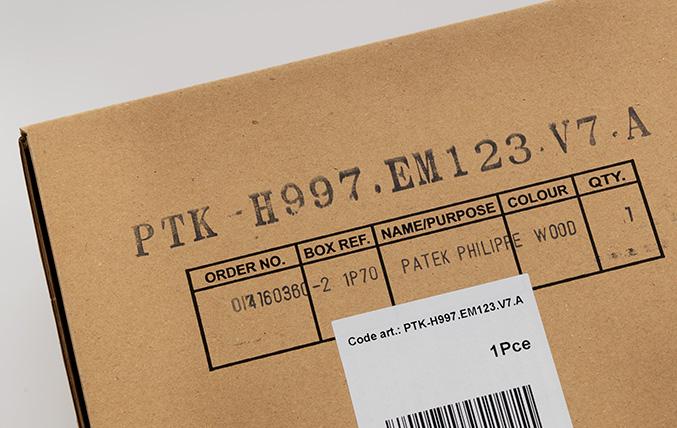 PTK-H997.EM123.V7.A
ORDER NO. BOX REF. NAME/PURPOSE COLOUR QTY.
-2 1P70 PATEK PHILIPPE WOOD 1
Code art.: PTK-H997.EM123.V7.A
1Pce